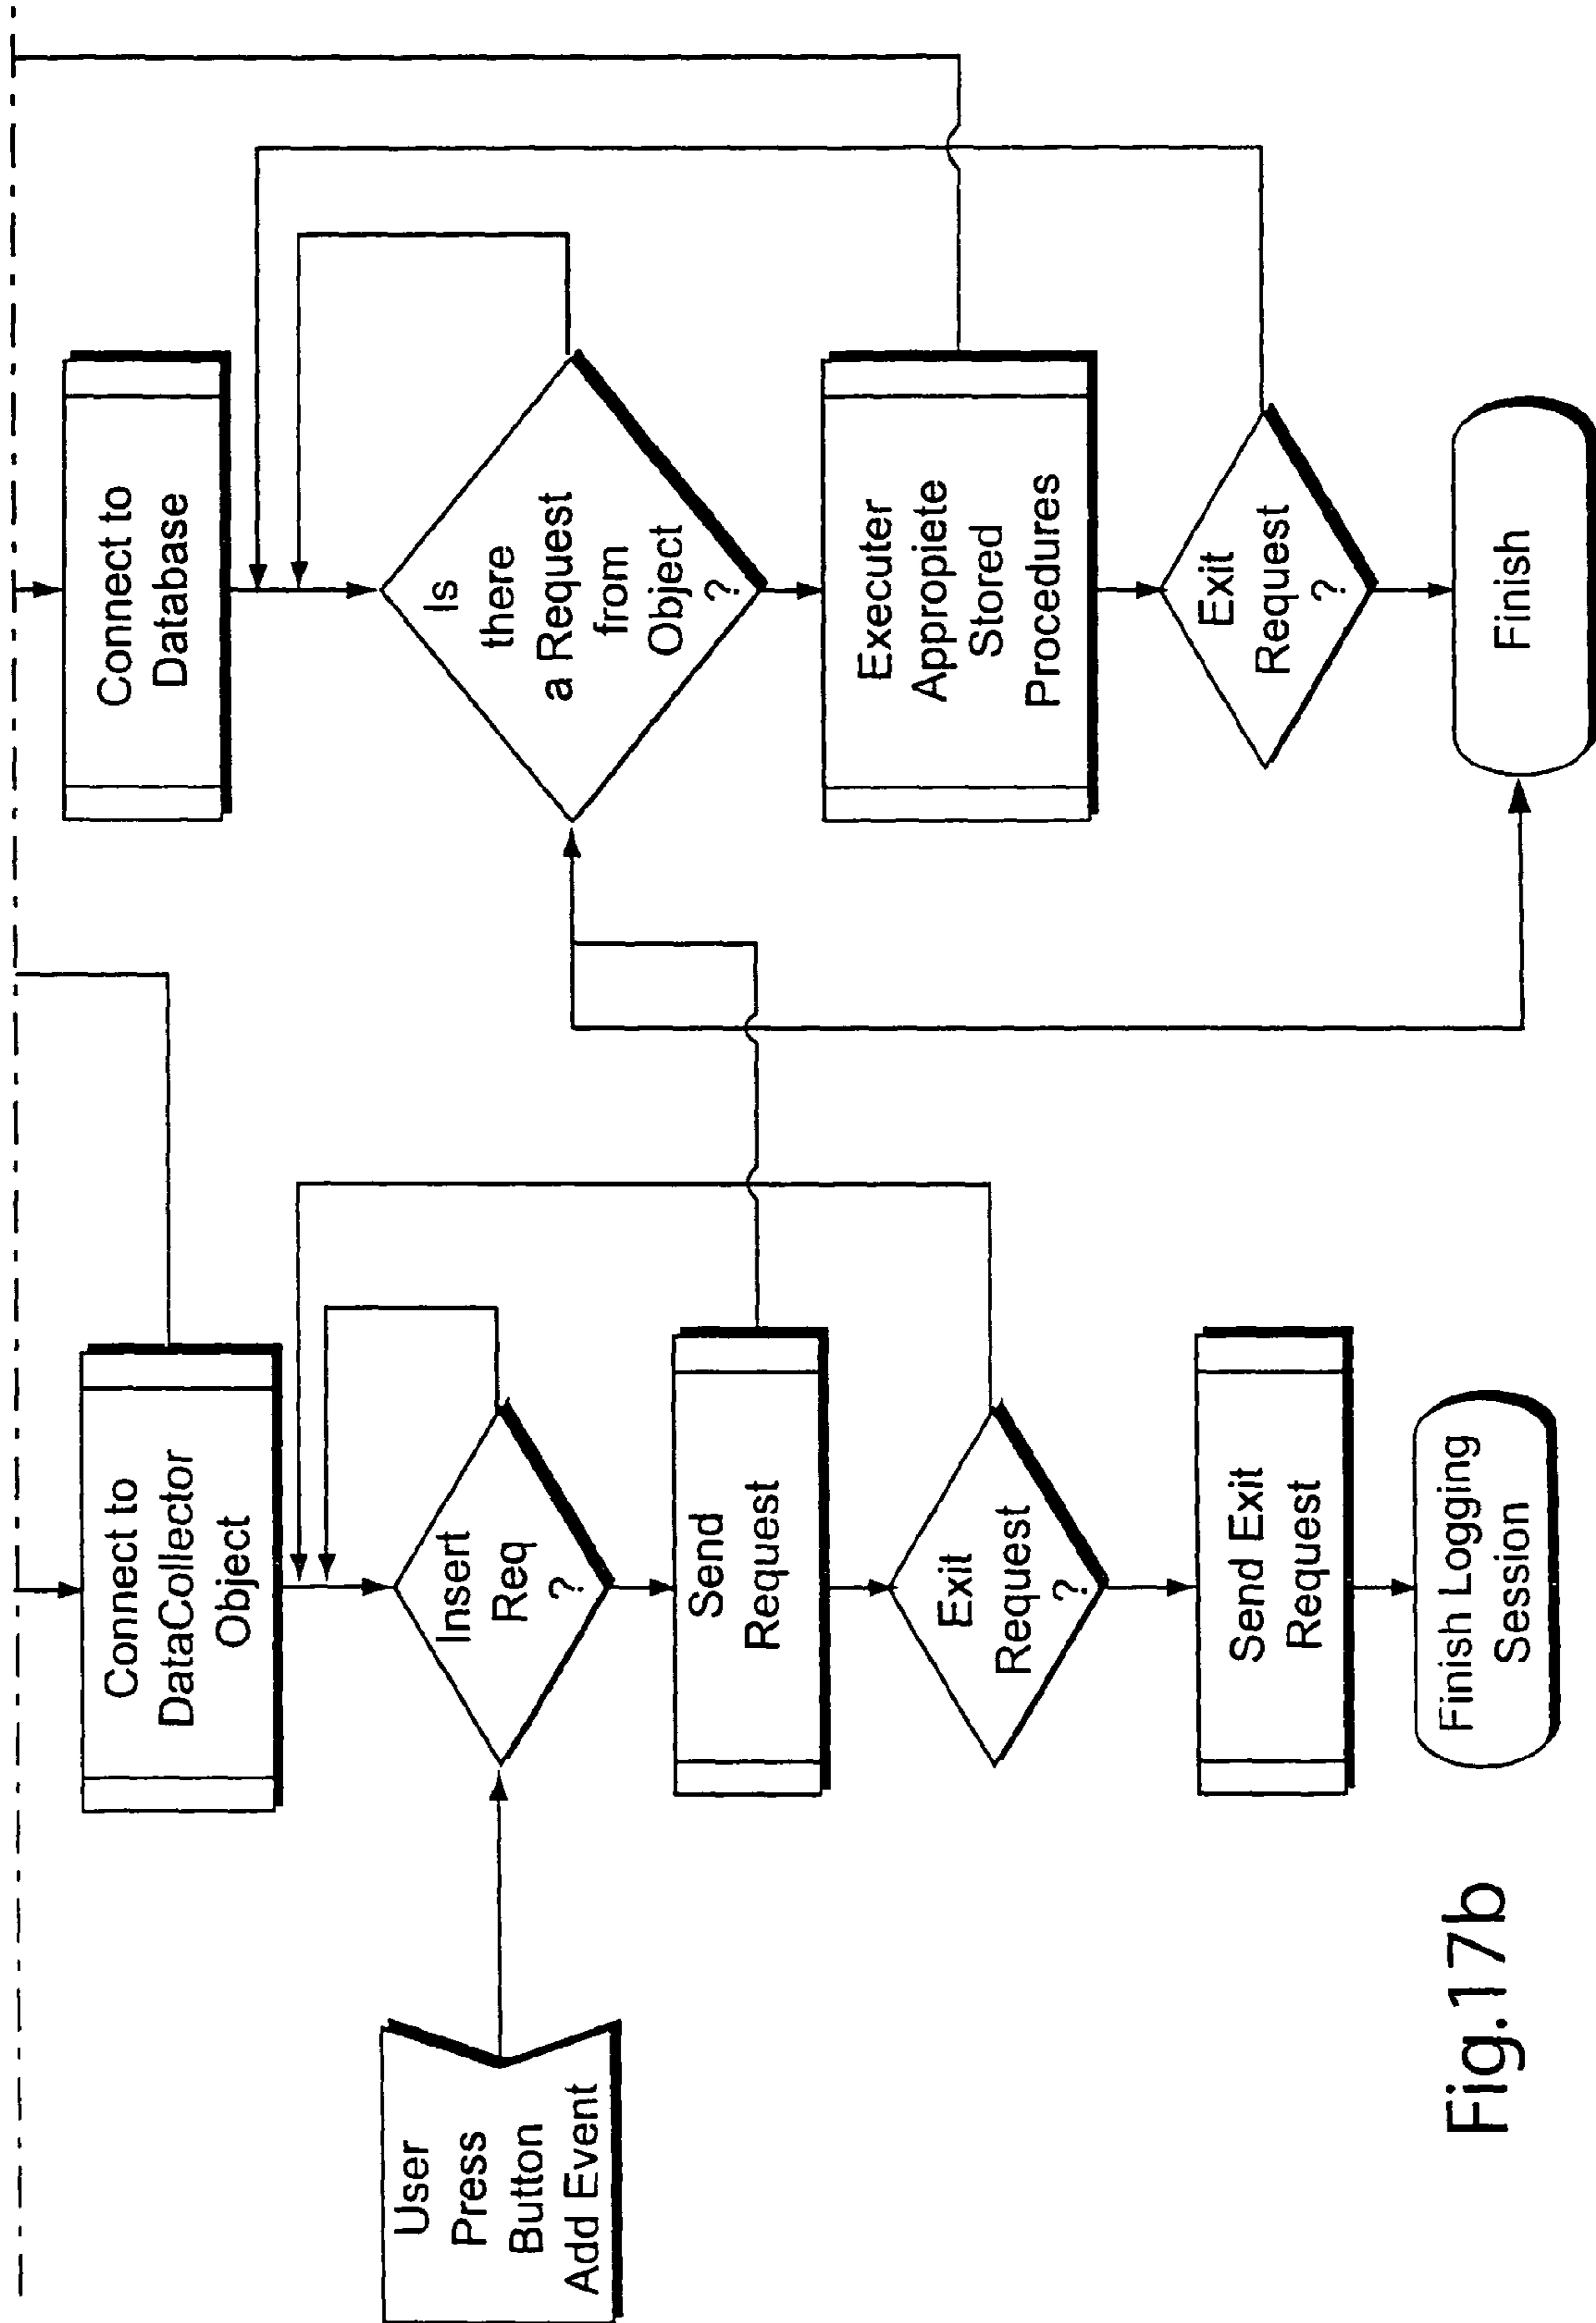 Connect to
DataCollector
Object
User
Press
Button
Add Event
Insert
Req
?
Send
Request
Exit
Request
?
Send Exit
Request
Finish Logging
Session
Connect to
Database
Is
there
a Request
from
Object
?
Executer
Appropiete
Stored
Procedures
Exit
Request
?
Finish
Fig.17b